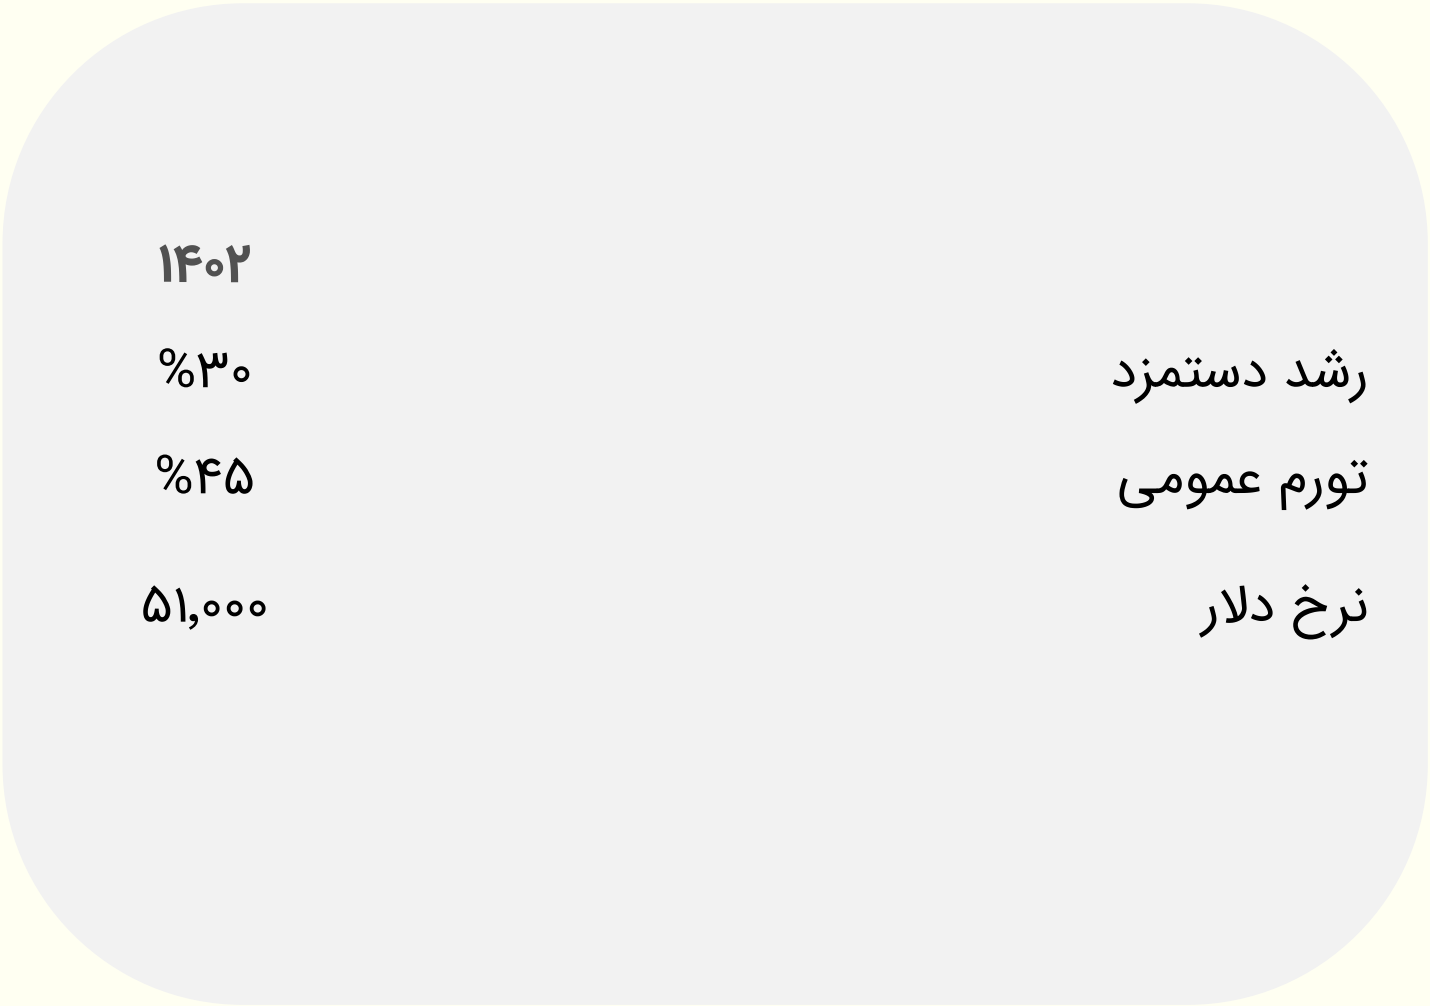 ۱۴۰۲
رشد دستمزد %۳۰
تورم عمومی %۴۵
نرخ دلار ۵۱,۰۰۰